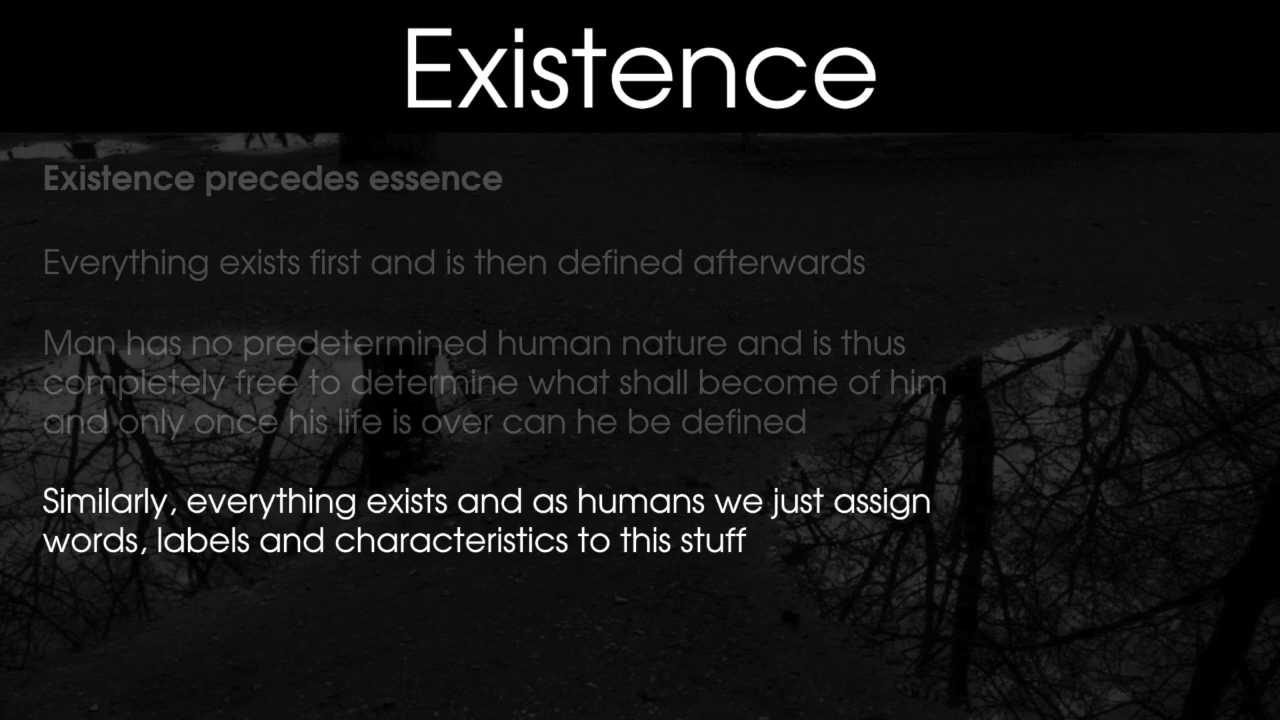 Existence
Existence precedes essence
Everything exists first and is then defined afterwards
Man has no predetermined human nature and is thus
completely free to determine what shall become of him
and only once his life is over can he be defined
Similarly, everything exists and as humans we just assign
words, labels and characteristics to this stuff